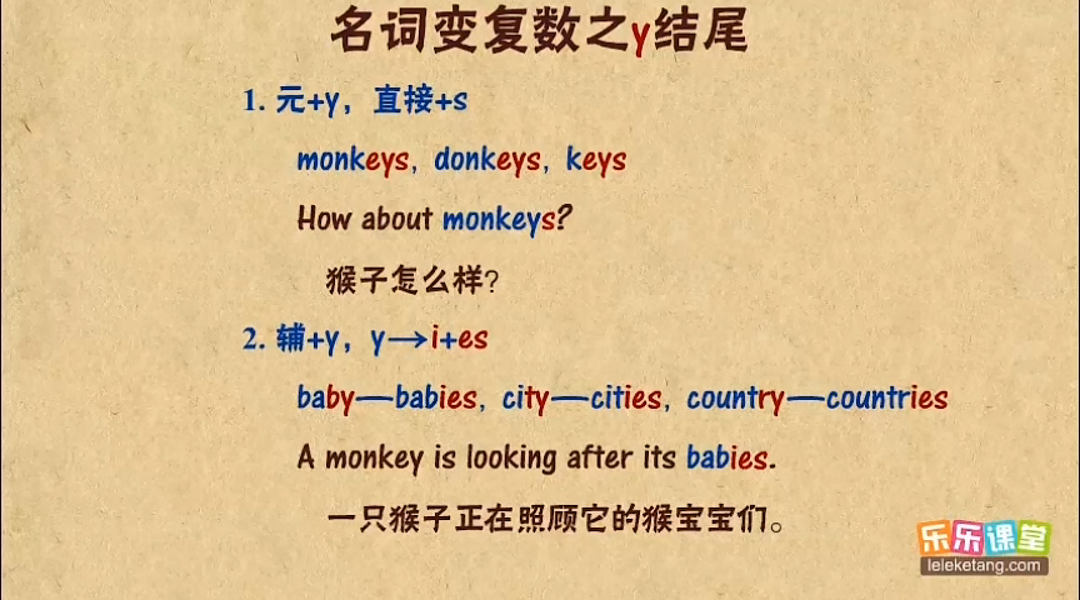 名词变复数之y结尾
1. 元+y，直接+s
monkeys, donkeys, keys
How about monkeys?
猴子怎么样?
2. 辅+y，y→i+es
baby—babies, city—cities, country—countries
A monkey is looking after its babies.
一只猴子正在照顾它的猴宝宝们。
乐乐课堂
leleketang.com